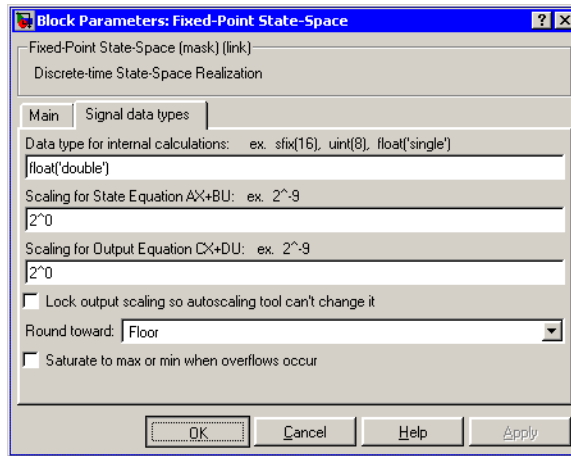 Block Parameters: Fixed-Point State-Space
Fixed-Point State-Space (mask) (link)
Discrete-time State-Space Realization
Main Signal data types
Data type for internal calculations: ex. sfix(16), uint(8), float('single')
float('double')
Scaling for State Equation AX+BU: ex. 2^-9
2^0
Scaling for Output Equation CX+DU: ex. 2^-9
2^0
Lock output scaling so autoscaling tool can't change it
Round toward: Floor
Saturate to max or min when overflows occur
OK Cancel Help Apply